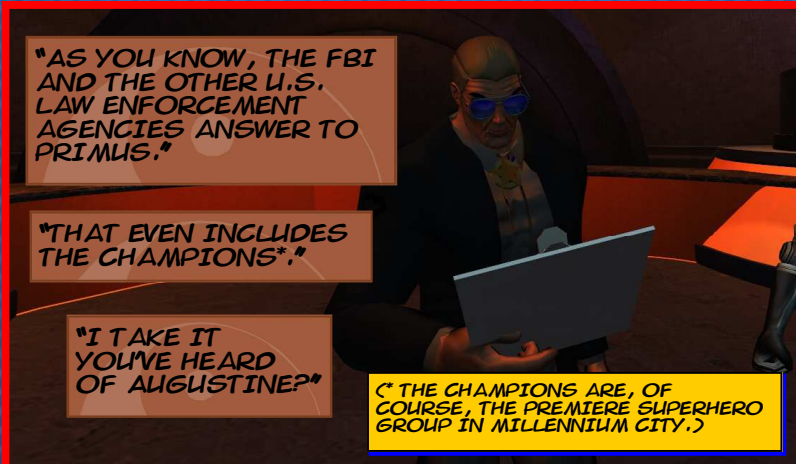 "AS YOU KNOW, THE FBI
AND THE OTHER U.S.
LAW ENFORCEMENT
AGENCIES ANSWER TO
PRIMUS."
"THAT EVEN INCLUDES
THE CHAMPIONS*."
"I TAKE IT
YOU'VE HEARD
OF AUGUSTINE?"
(* THE CHAMPIONS ARE, OF
COURSE, THE PREMIERE SUPERHERO
GROUP IN MILLENNIUM CITY.)